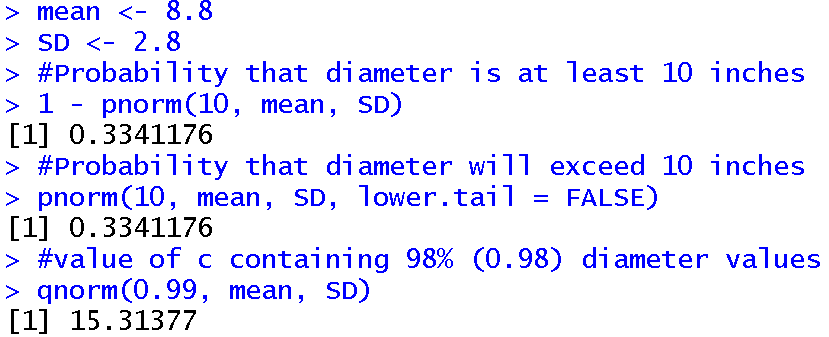 > mean <- 8.8
> SD <- 2.8
> #Probability that diameter is at least 10 inches
> 1 - pnorm(10, mean, SD)
[1] 0.3341176
> #Probability that diameter will exceed 10 inches
> pnorm(10, mean, SD, lower.tail = FALSE)
[1] 0.3341176
> #value of c containing 98% (0.98) diameter values
> qnorm(0.99, mean, SD)
[1] 15.31377